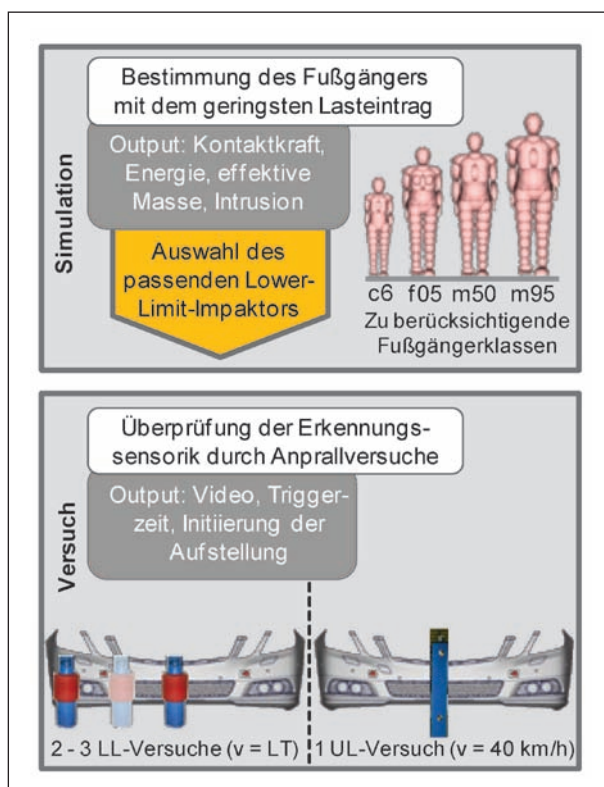 Simulation
Bestimmung des Fußgängers
mit dem geringsten Lasteintrag
Output: Kontaktkraft,
Energie, effektive
Masse, Intrusion
Auswahl des
passenden Lower-
Limit-Impaktors
c6 f05 m50 m95
Zu berücksichtigende
Fußgängerklassen
Versuch
Überprüfung der Erkennungs-
sensorik durch Anprallversuche
Output: Video, Trigger-
zeit, Initiierung der
Aufstellung
2 - 3 LL-Versuche (v = LT)
1 UL-Versuch (v = 40 km/h)